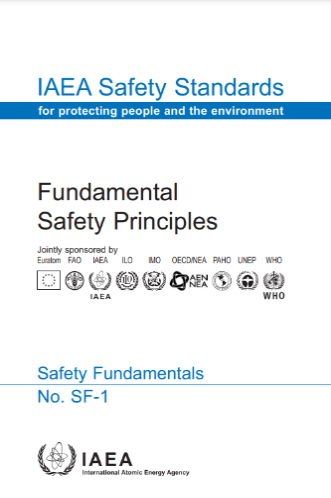 IAEA Safety Standards
for protecting people and the environment
Fundamental
Safety Principles
Jointly sponsored by
Euratom FAO IAEA ILO IMO OECD/NEA PAHO UNEP WHO
AEN
NEA
IAEA
WHO
Safety Fundamentals
No. SF-1
IAEA
International Atomic Energy Agency